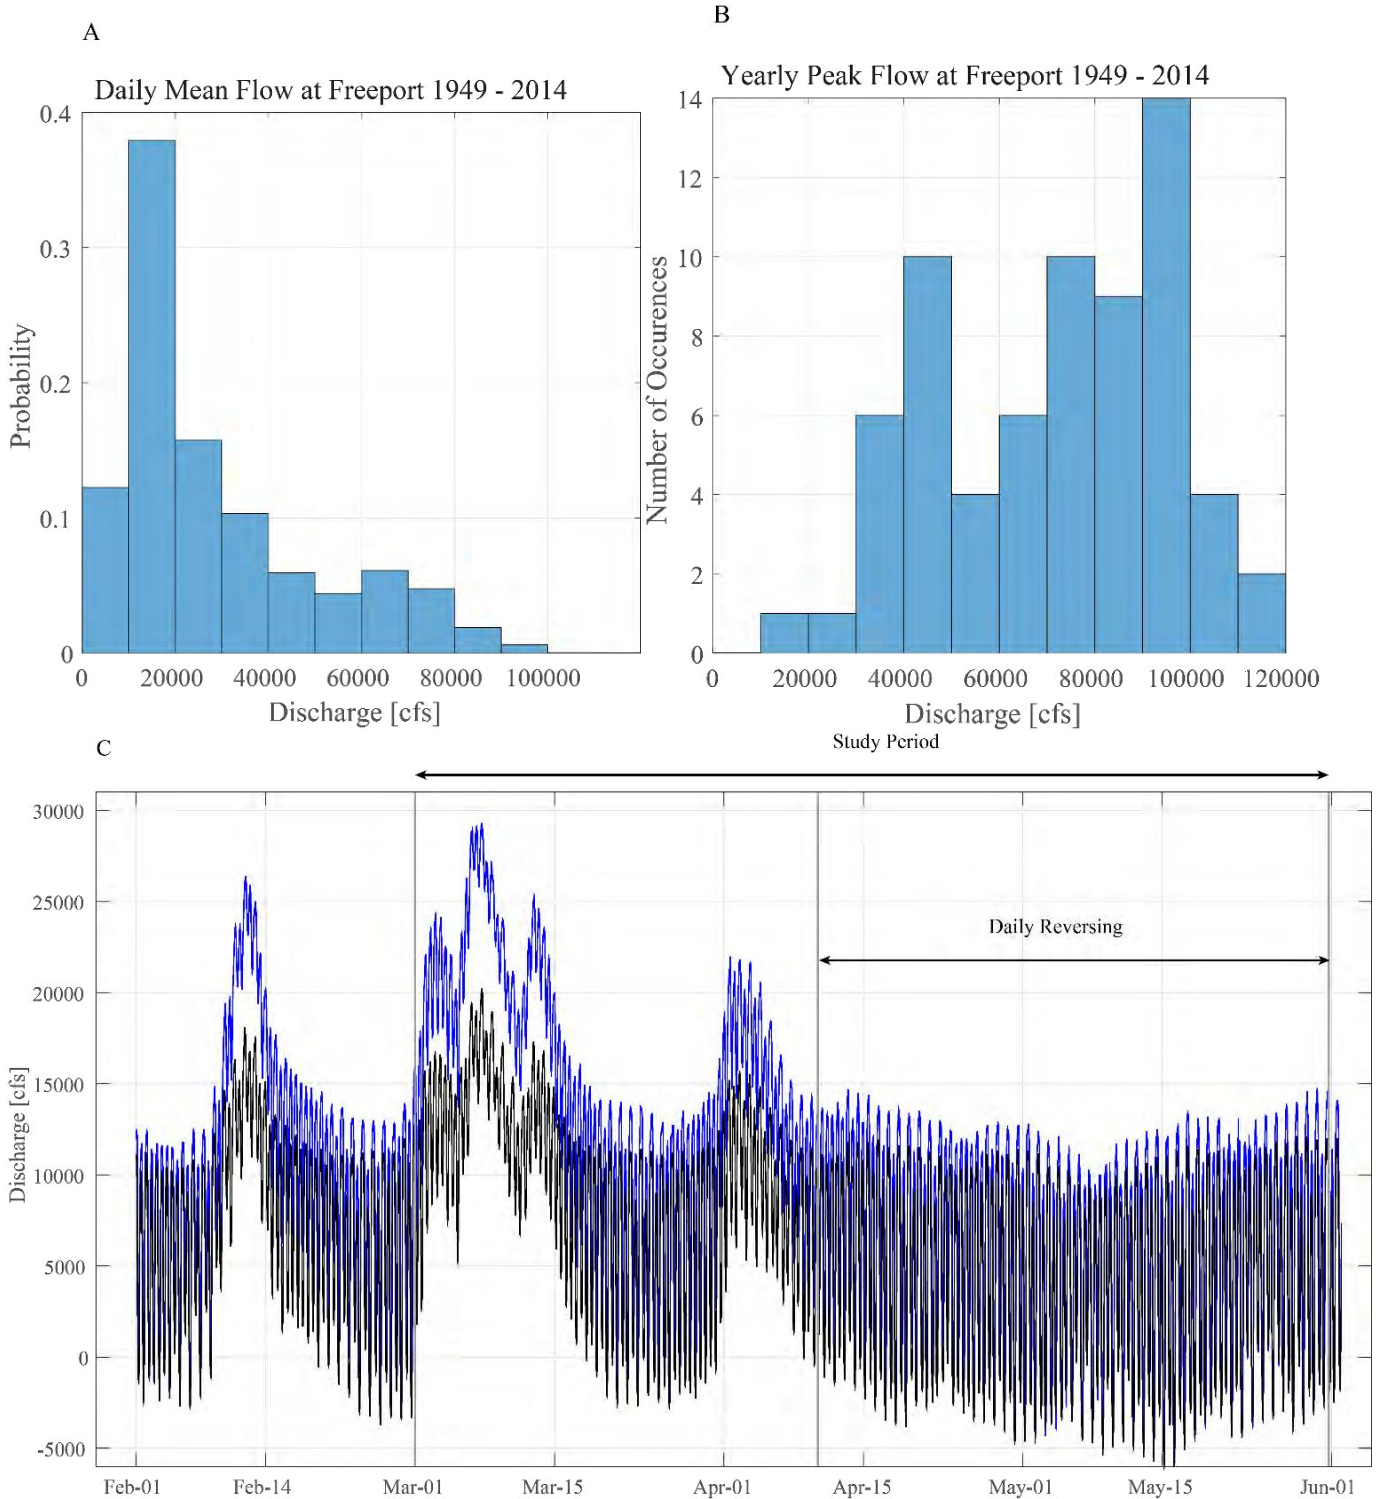 A
Daily Mean Flow at Freeport 1949 - 2014
0.4
0.3
0.2
0.1
0
Probability
0 20000 40000 60000 80000 100000
Discharge [cfs]
B
Yearly Peak Flow at Freeport 1949 - 2014
14
12
10
8
6
4
2
0
Number of Occurences
0 20000 40000 60000 80000 100000 120000
Discharge [cfs]
C
Study Period
Daily Reversing
30000
25000
20000
15000
10000
5000
0
-5000
Discharge [cfs]
Feb-01 Feb-14 Mar-01 Mar-15 Apr-01 Apr-15 May-01 May-15 Jun-01